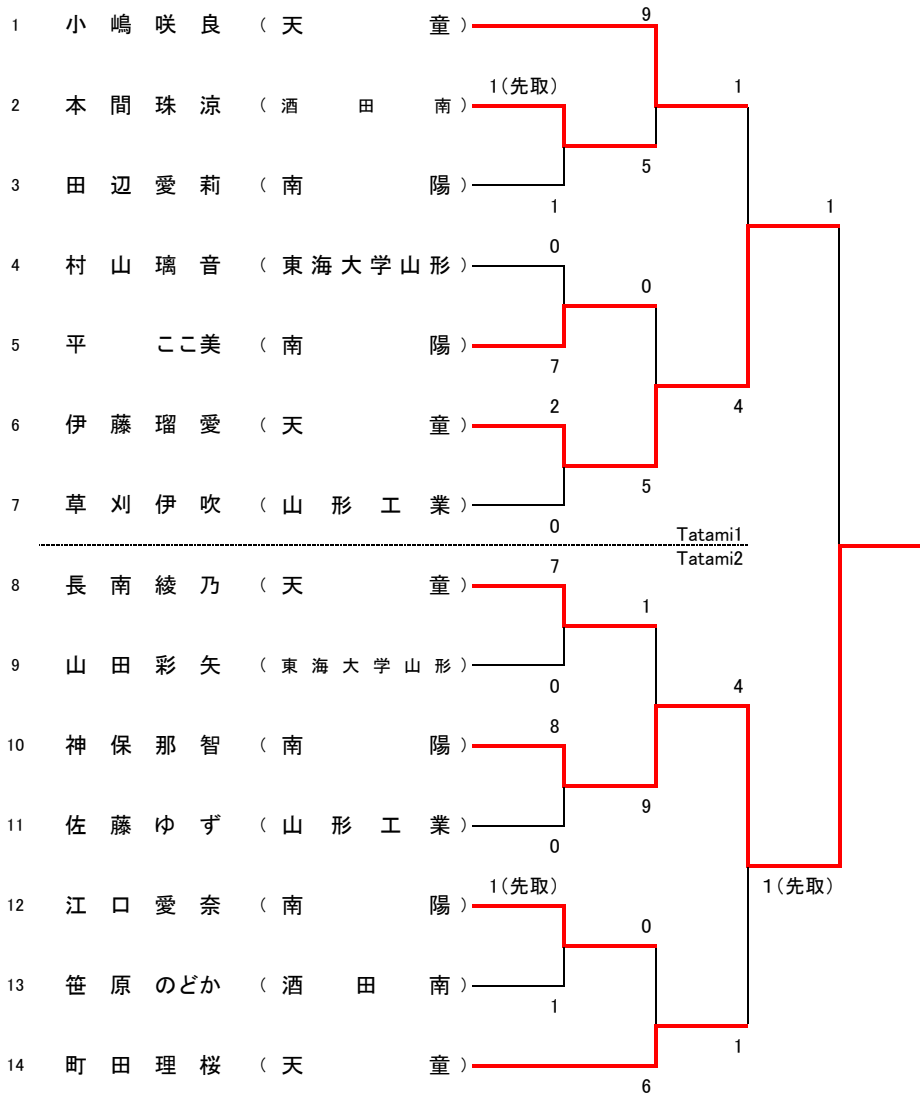 9
1 小嶋咲良 (天童)
1(先取) 1
2 本間珠涼 (酒田南)
5
3 田辺愛莉 (南陽)
1 1
0
4 村山璃音 (東海大学山形)
0
5 平 ここ美 (南陽)
7
2 4
6 伊藤瑠愛 (天童)
5
7 草刈伊吹 (山形工業)
0
Tatami1
Tatami2
7
8 長南綾乃 (天童)
1
9 山田彩矢 (東海大学山形)
0 4
8
10 神保那智 (南陽)
9
11 佐藤ゆず (山形工業)
0
1(先取) 1(先取)
12 江口愛奈 (南陽)
0
13 笹原のどか (酒田南)
1
1
14 町田理桜 (天童)
6